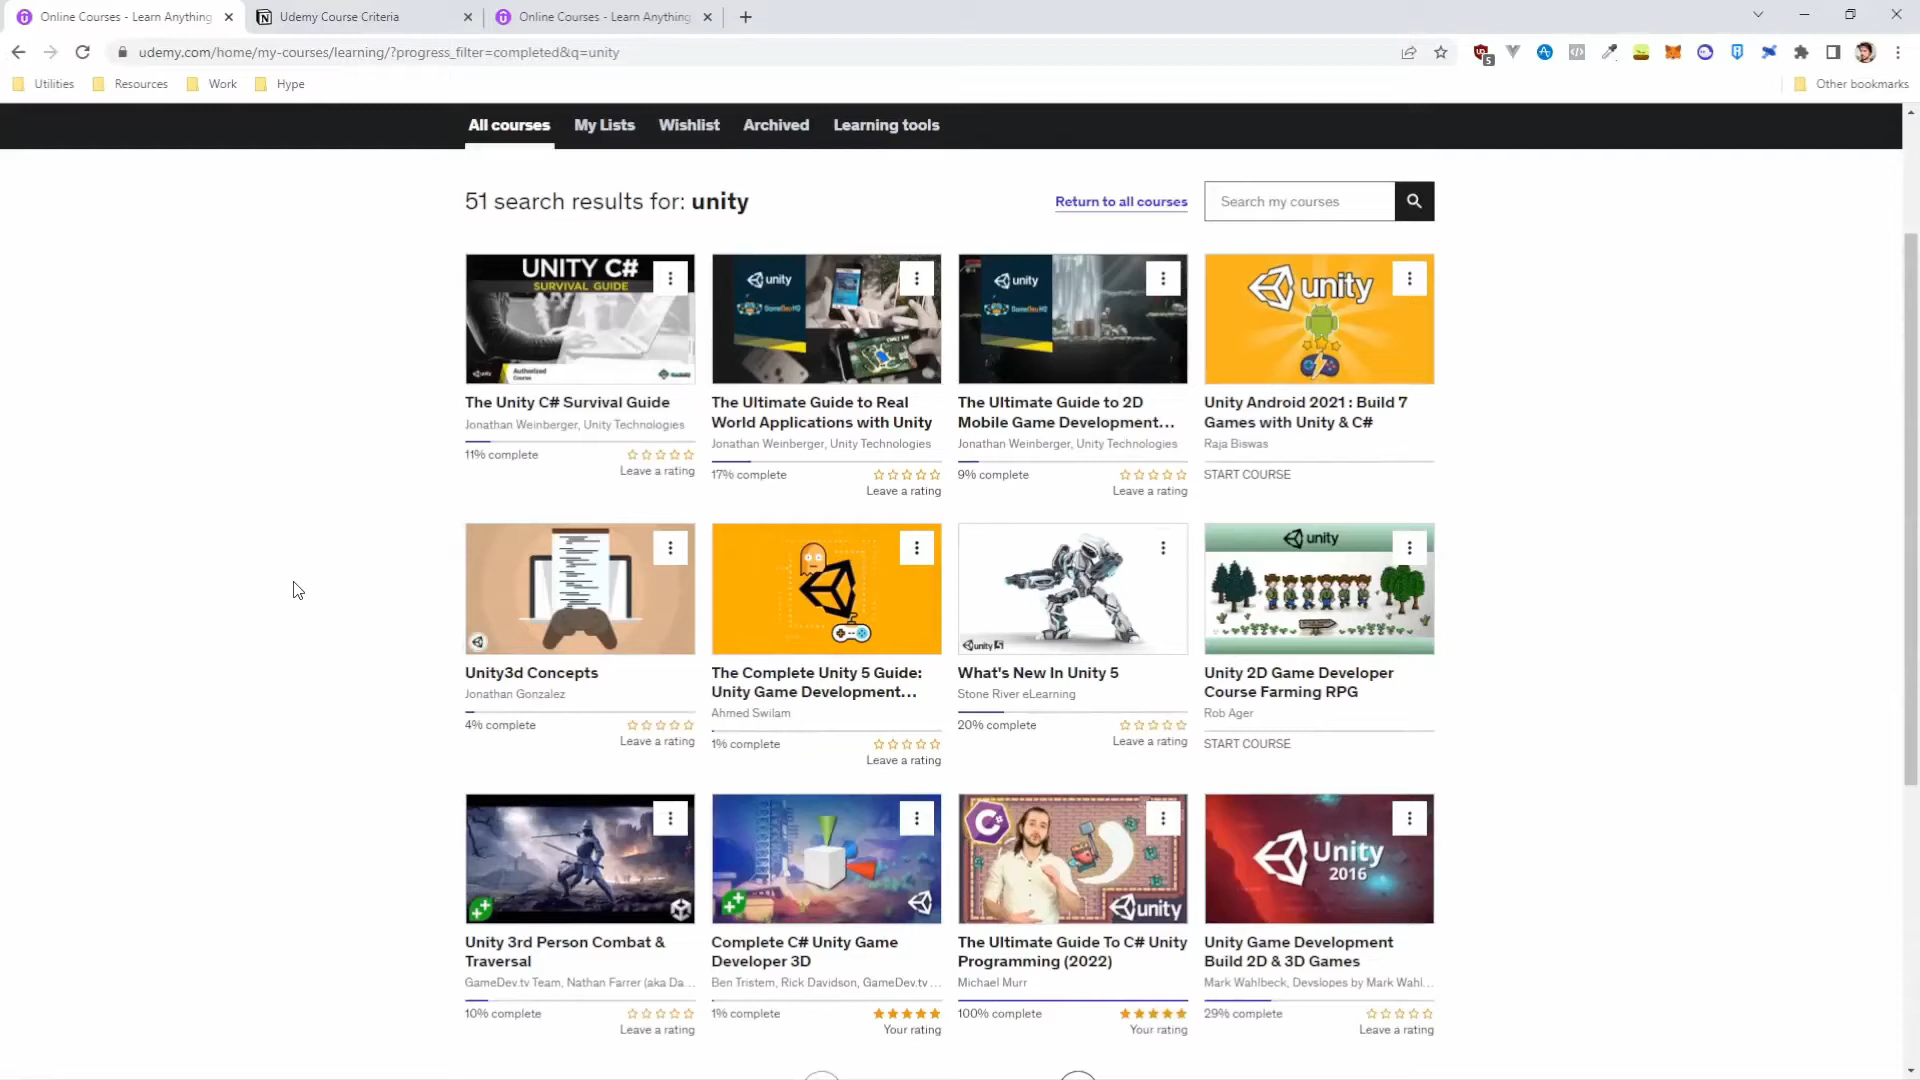 Online Courses - Learn Anything
Udemy Course Criteria
Online Courses - Learn Anything
udemy.com/home/my-courses/learning/?progress_filter=completed&q=unity
5
Utilities
Resources
Work
Hype
Other bookmarks
All courses
My Lists
Wishlist
Archived
Learning tools
51 search results for: unity
Return to all courses
Search my courses
UNITY C#
SURVIVAL GUIDE
unity
Authorized
Course
unity
GameDevHQ
unity
GameDevHQ
unity
The Unity C# Survival Guide
Jonathan Weinberger, Unity Technologies
11% complete
Leave a rating
The Ultimate Guide to Real
World Applications with Unity
Jonathan Weinberger, Unity Technologies
17% complete
Leave a rating
The Ultimate Guide to 2D
Mobile Game Development...
Jonathan Weinberger, Unity Technologies
9% complete
Leave a rating
Unity Android 2021 : Build 7
Games with Unity & C#
Raja Biswas
START COURSE
unity 5
unity
Unity3d Concepts
Jonathan Gonzalez
4% complete
Leave a rating
The Complete Unity 5 Guide:
Unity Game Development...
Ahmed Swilam
1% complete
Leave a rating
What's New In Unity 5
Stone River eLearning
20% complete
Leave a rating
Unity 2D Game Developer
Course Farming RPG
Rob Ager
START COURSE
C#
unity
Unity
2016
Unity 3rd Person Combat &
Traversal
GameDev.tv Team, Nathan Farrer (aka Da...
10% complete
Leave a rating
Complete C# Unity Game
Developer 3D
Ben Tristem, Rick Davidson, GameDev.tv ...
1% complete
Your rating
The Ultimate Guide To C# Unity
Programming (2022)
Michael Murr
100% complete
Your rating
Unity Game Development
Build 2D & 3D Games
Mark Wahlbeck, Devslopes by Mark Wahl...
29% complete
Leave a rating